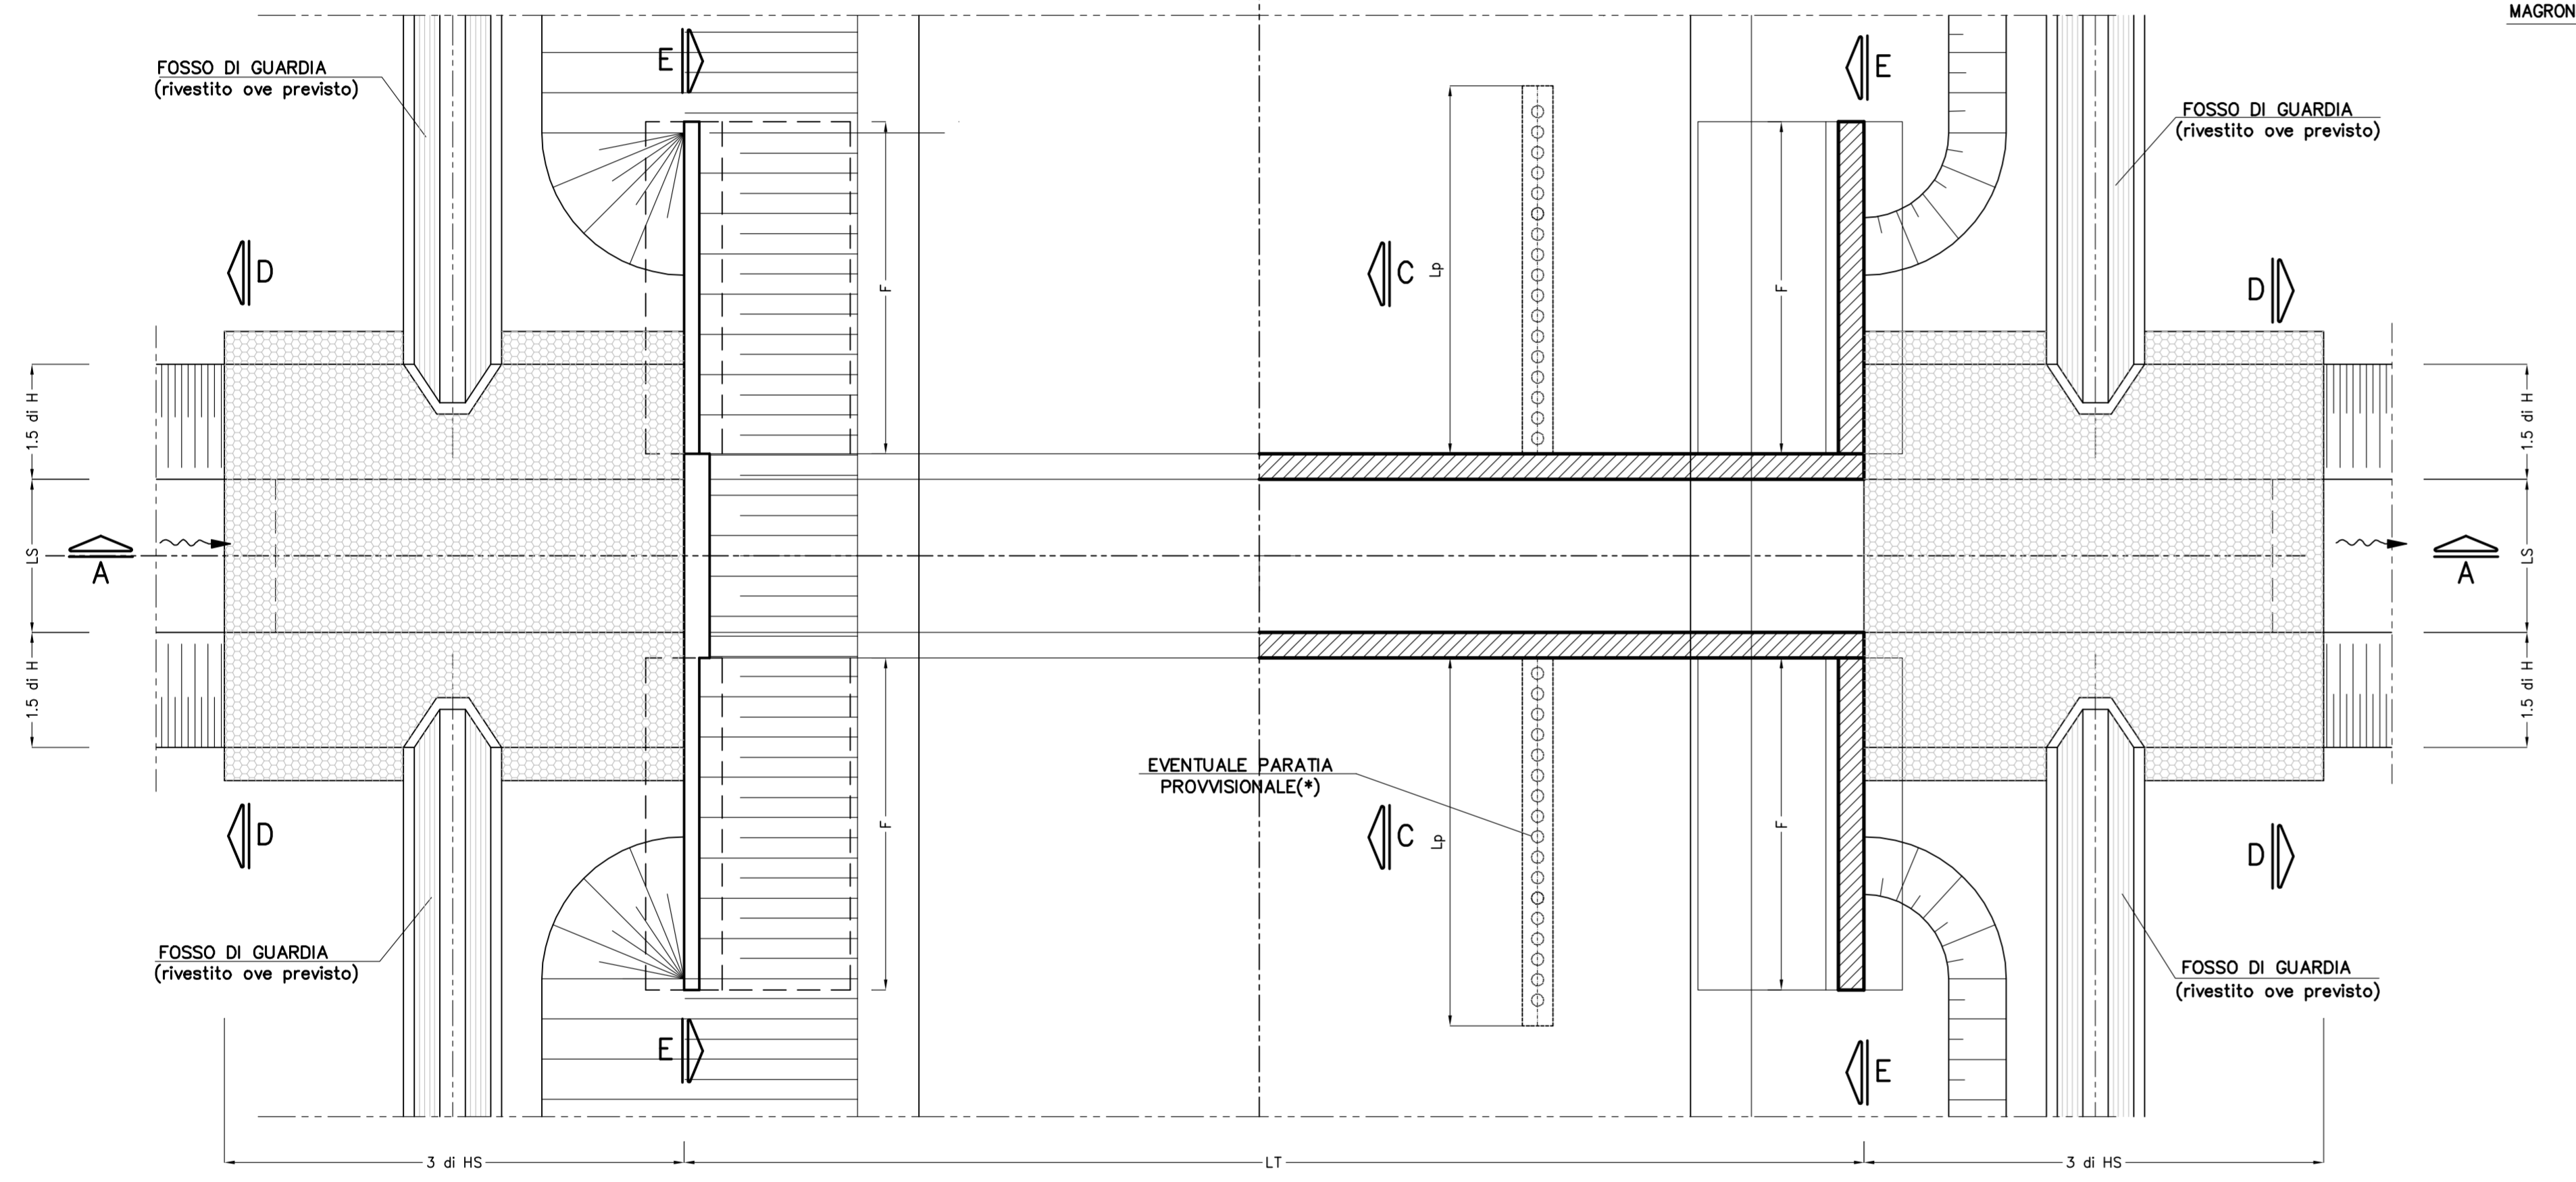 MAGRON
E
E
FOSSO DI GUARDIA
(rivestito ove previsto)
FOSSO DI GUARDIA
(rivestito ove previsto)
D
C
Lp
F
F
D
1.5 di H
1.5 di H
LS
A
LS
A
1.5 di H
1.5 di H
EVENTUALE PARATIA
PROVVISIONALE(*)
D
C
Lp
F
F
D
FOSSO DI GUARDIA
(rivestito ove previsto)
FOSSO DI GUARDIA
(rivestito ove previsto)
E
E
3 di HS
LT
3 di HS